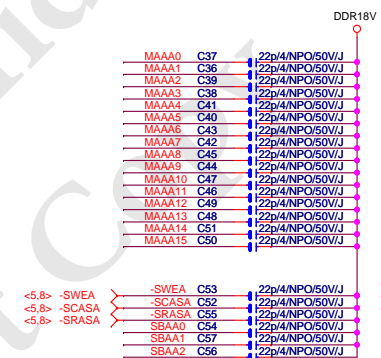 DDR18V
MAAA0 C37 22p/4/NPO/50V/J
MAAA1 C36 22p/4/NPO/50V/J
MAAA2 C39 22p/4/NPO/50V/J
MAAA3 C38 22p/4/NPO/50V/J
MAAA4 C41 22p/4/NPO/50V/J
MAAA5 C40 22p/4/NPO/50V/J
MAAA6 C43 22p/4/NPO/50V/J
MAAA7 C42 22p/4/NPO/50V/J
MAAA8 C45 22p/4/NPO/50V/J
MAAA9 C44 22p/4/NPO/50V/J
MAAA10 C47 22p/4/NPO/50V/J
MAAA11 C46 22p/4/NPO/50V/J
MAAA12 C49 22p/4/NPO/50V/J
MAAA13 C48 22p/4/NPO/50V/J
MAAA14 C51 22p/4/NPO/50V/J
MAAA15 C50 22p/4/NPO/50V/J
<5,8> -SWEA -SWEA C53 22p/4/NPO/50V/J
<5,8> -SCASA -SCASA C52 22p/4/NPO/50V/J
<5,8> -SRASA -SRASA C55 22p/4/NPO/50V/J
SBAA0 C54 22p/4/NPO/50V/J
SBAA1 C57 22p/4/NPO/50V/J
SBAA2 C56 22p/4/NPO/50V/J